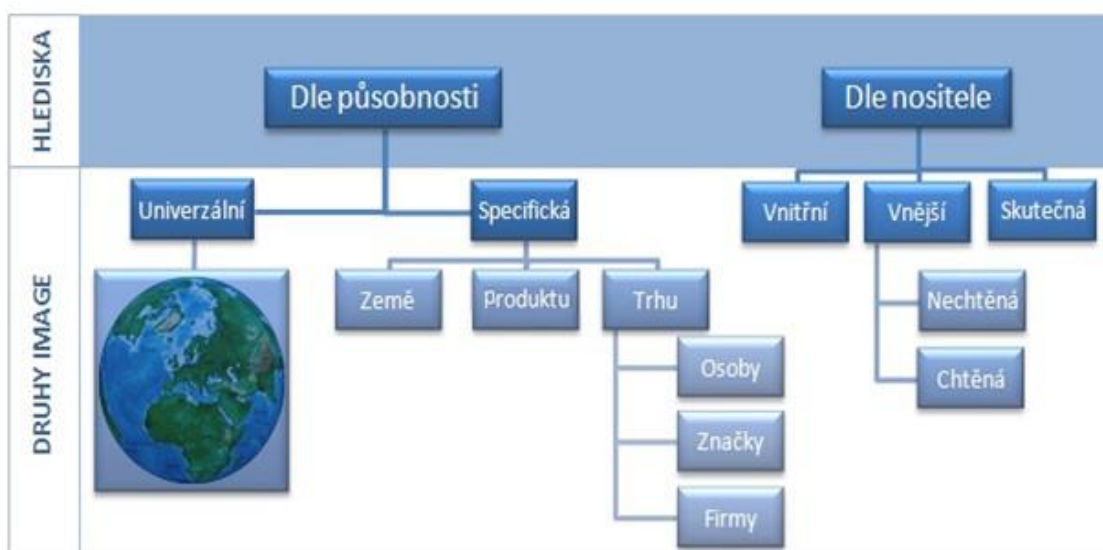 HLEDISKA
Dle působnosti
Dle nositele
DRUHY IMAGE
Univerzální
Specifická
Vnitřní
Vnější
Skutečná
Země
Produktu
Trhu
Nechtěná
Osoby
Chtěná
Značky
Firmy